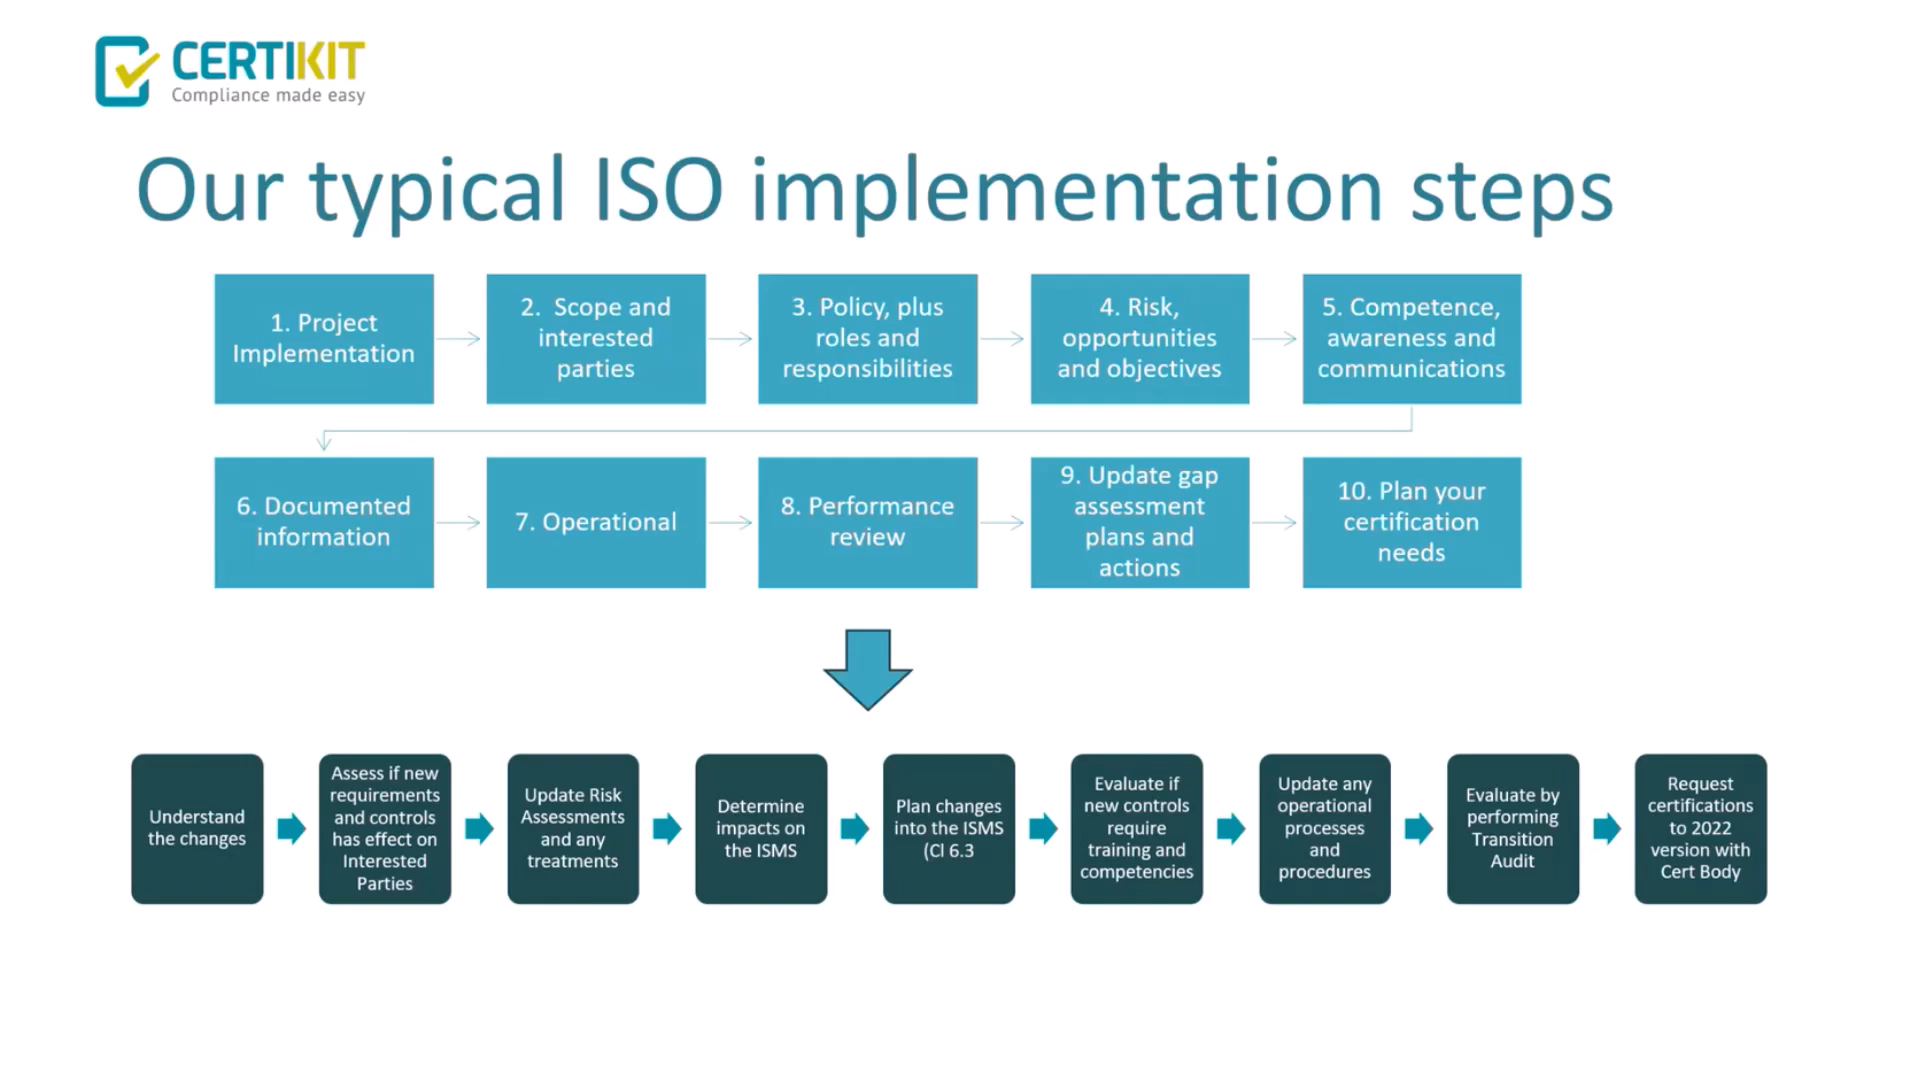 CERTIKIT
Compliance made easy
Our typical ISO implementation steps
1. Project
Implementation
2. Scope and
interested
parties
3. Policy, plus
roles and
responsibilities
4. Risk,
opportunities
and objectives
5. Competence,
awareness and
communications
6. Documented
information
7. Operational
8. Performance
review
9. Update gap
assessment
plans and
actions
10. Plan your
certification
needs
Understand
the changes
Assess if new
requirements
and controls
has effect on
Interested
Parties
Update Risk
Assessments
and any
treatments
Determine
impacts on
the ISMS
Plan changes
into the ISMS
(Cl 6.3
Evaluate if
new controls
require
training and
competencies
Update any
operational
processes
and
procedures
Evaluate by
performing
Transition
Audit
Request
certifications
to 2022
version with
Cert Body